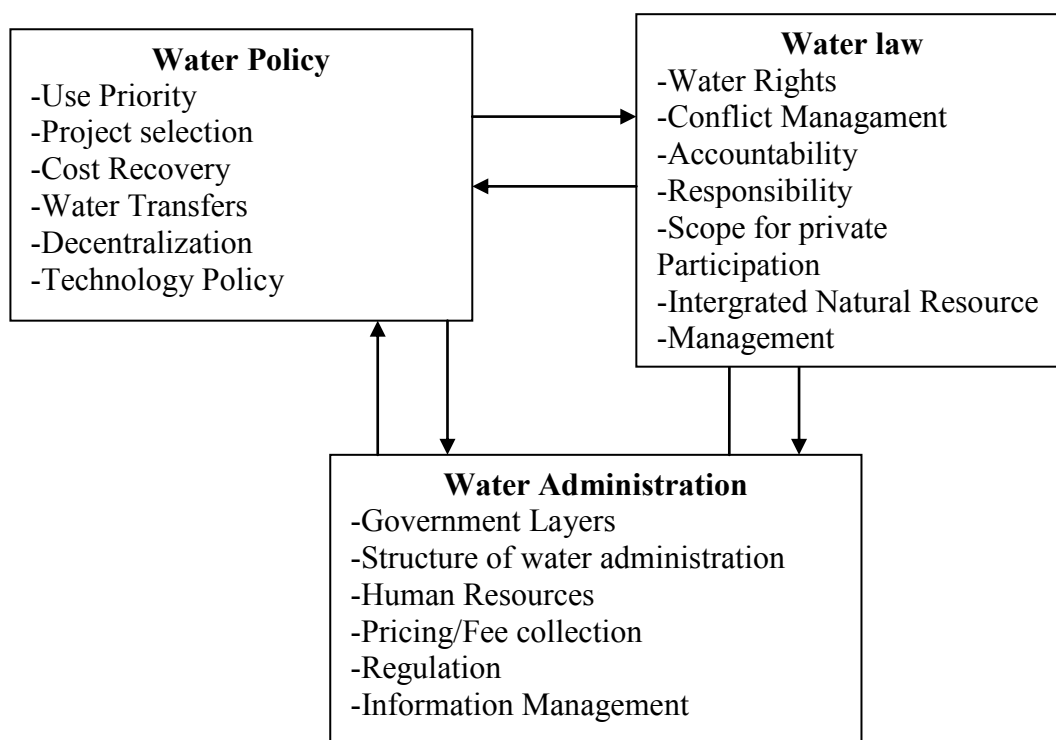 Water Policy
-Use Priority
-Project selection
-Cost Recovery
-Water Transfers
-Decentralization
-Technology Policy
Water law
-Water Rights
-Conflict Managament
-Accountability
-Responsibility
-Scope for private
Participation
-Intergrated Natural Resource
-Management
Water Administration
-Government Layers
-Structure of water administration
-Human Resources
-Pricing/Fee collection
-Regulation
-Information Management